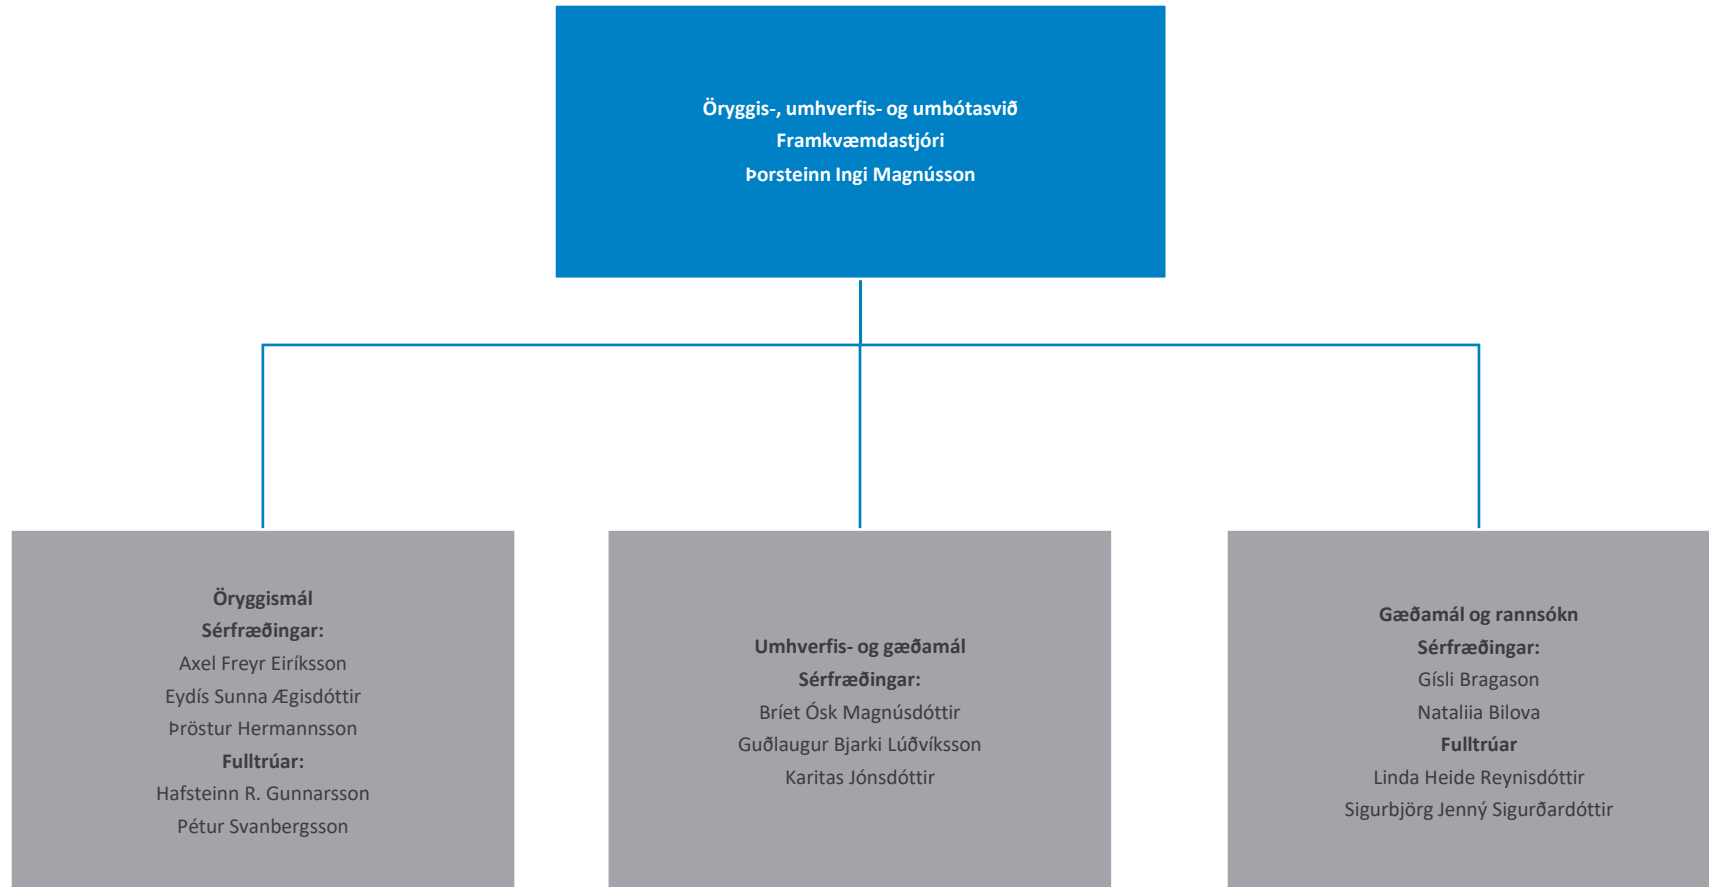 Öryggis-, umhverfis- og umbótasvið
Framkvæmdastjóri
Þorsteinn Ingi Magnússon
Öryggismál
Sérfræðingar:
Axel Freyr Eiríksson
Eydís Sunna Ægisdóttir
Þröstur Hermannsson
Fulltrúar:
Hafsteinn R. Gunnarsson
Pétur Svanbergsson
Umhverfis- og gæðamál
Sérfræðingar:
Bríet Ósk Magnúsdóttir
Guðlaugur Bjarki Lúðvíksson
Karitas Jónsdóttir
Gæðamál og rannsókn
Sérfræðingar:
Gísli Bragason
Nataliia Bilova
Fulltrúar
Linda Heide Reynisdóttir
Sigurbjörg Jenný Sigurðardóttir